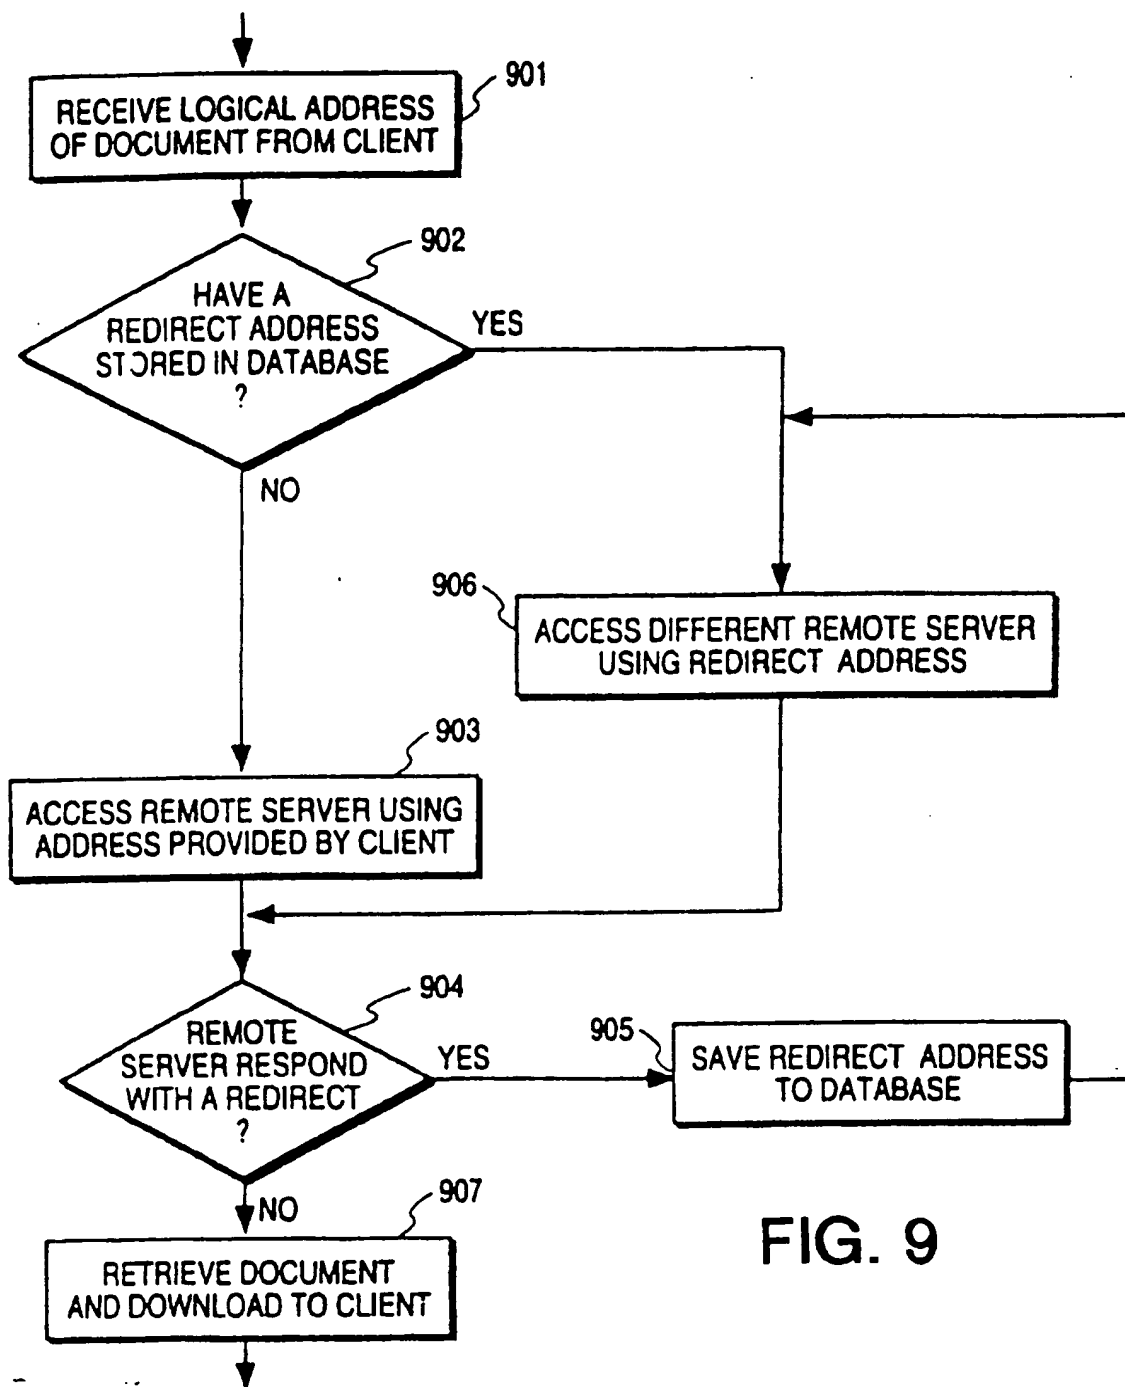 901
RECEIVE LOGICAL ADDRESS
OF DOCUMENT FROM CLIENT
902
HAVE A
REDIRECT ADDRESS
STORED IN DATABASE
?
YES
NO
906
ACCESS DIFFERENT REMOTE SERVER
USING REDIRECT ADDRESS
903
ACCESS REMOTE SERVER USING
ADDRESS PROVIDED BY CLIENT
904
REMOTE
SERVER RESPOND
WITH A REDIRECT
?
YES
905
SAVE REDIRECT ADDRESS
TO DATABASE
NO
907
RETRIEVE DOCUMENT
AND DOWNLOAD TO CLIENT
FIG. 9